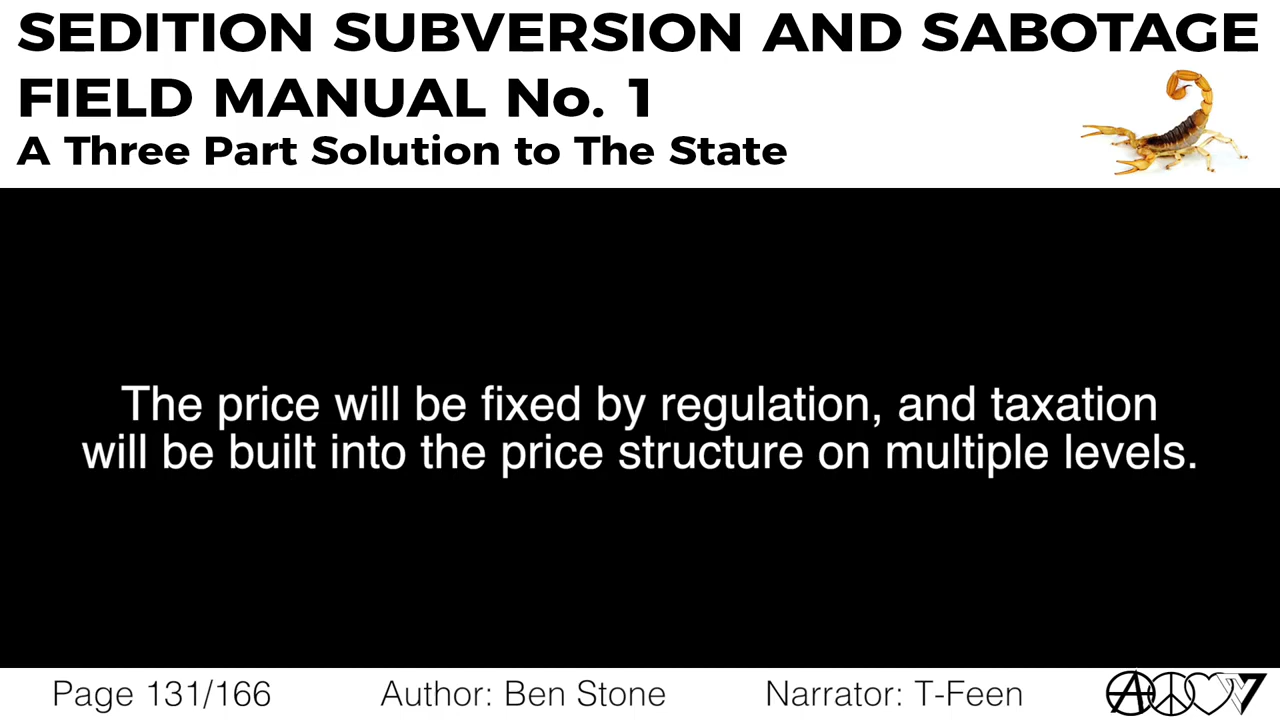 SEDITION SUBVERSION AND SABOTAGE
FIELD MANUAL No. 1
A Three Part Solution to The State
The price will be fixed by regulation, and taxation
will be built into the price structure on multiple levels.
Page 131/166 Author: Ben Stone Narrator: T-Feen